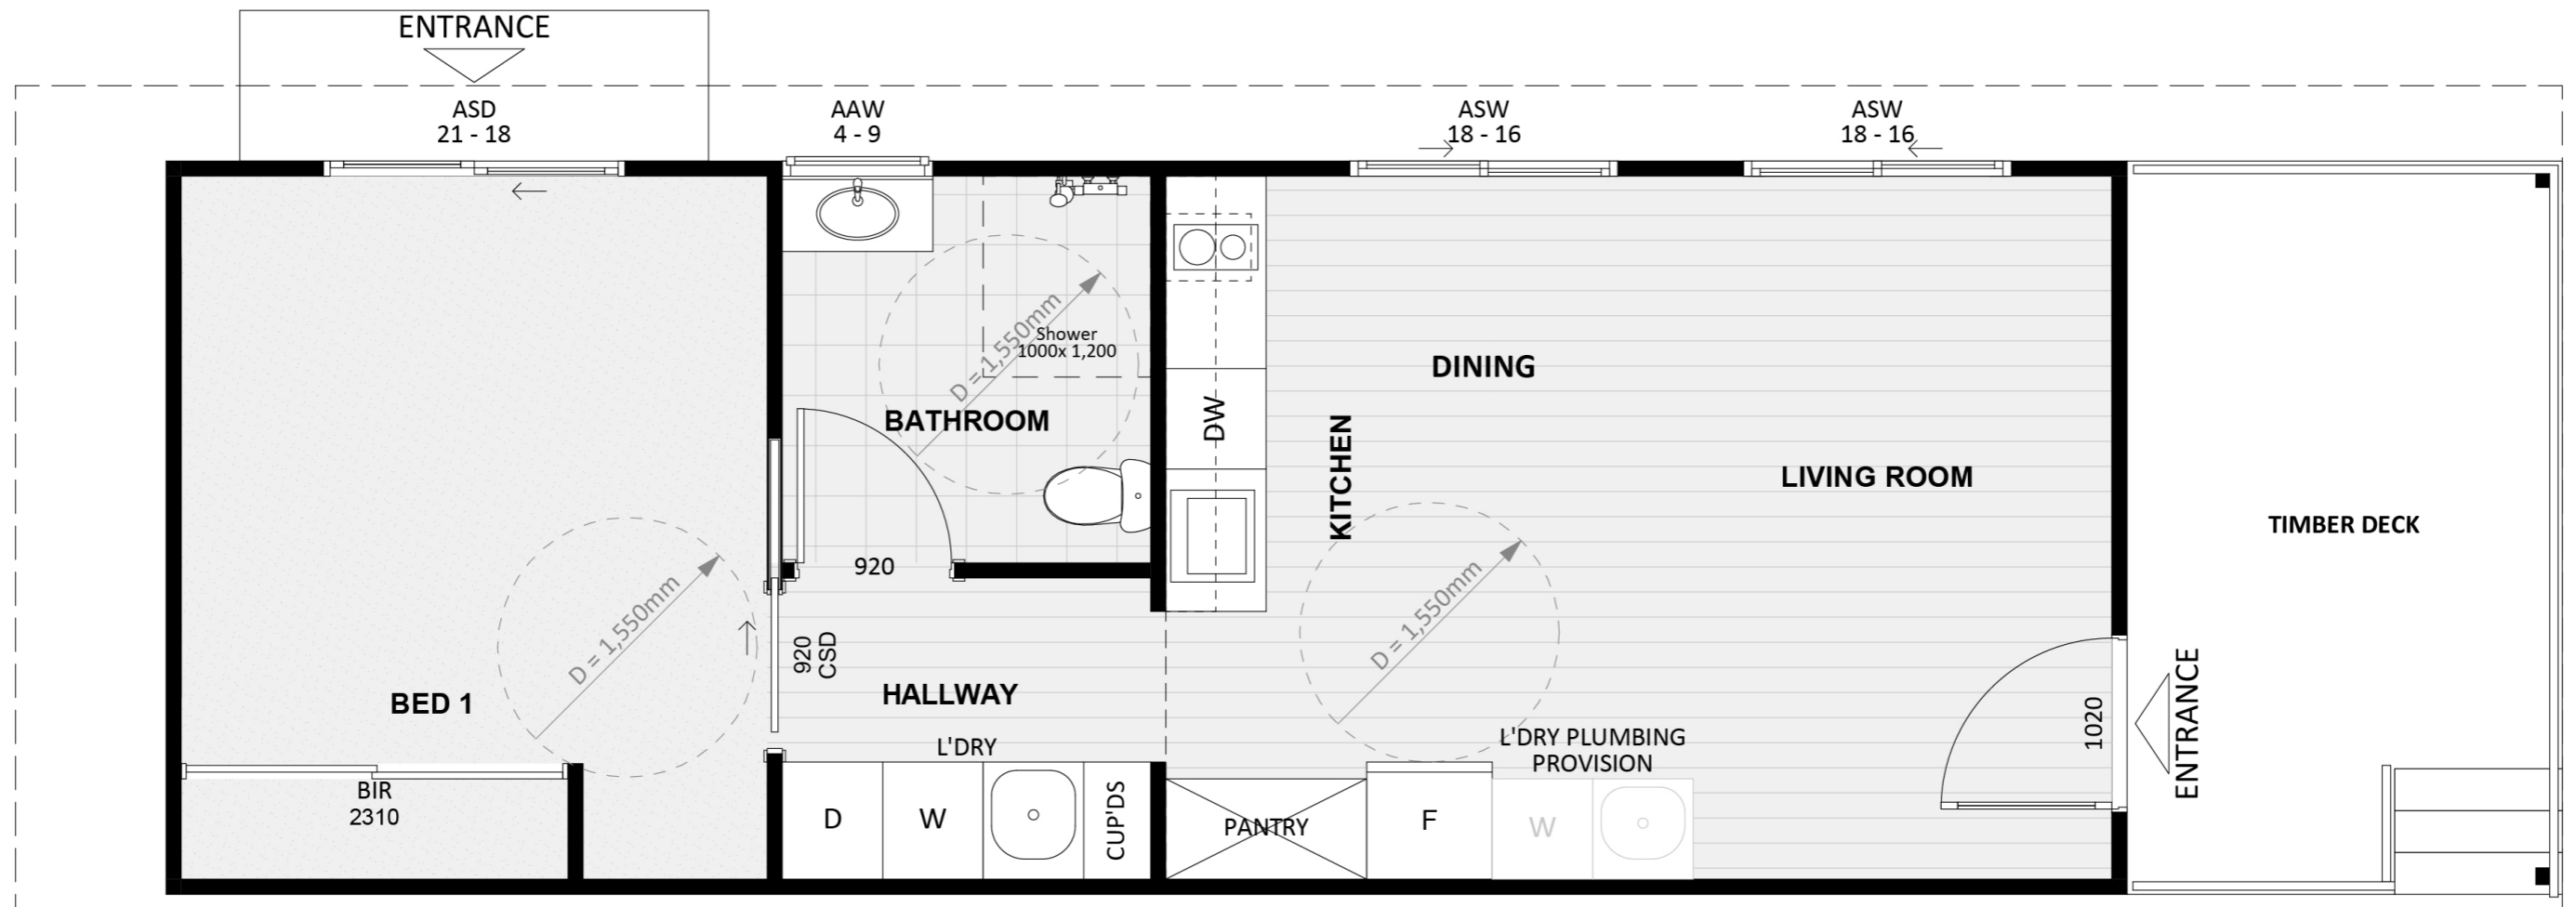 ENTRANCE
ASD
21 - 18
AAW
4 - 9
ASW
18 - 16
ASW
18 - 16
D = 1,550mm
Shower
1000x 1,200
BATHROOM
DW
KITCHEN
DINING
LIVING ROOM
TIMBER DECK
920
D = 1,550mm
920
CSD
D = 1,550mm
BED 1
HALLWAY
L'DRY
L'DRY PLUMBING
PROVISION
1020
ENTRANCE
BIR
2310
D
W
CUP'DS
PANTRY
F
W